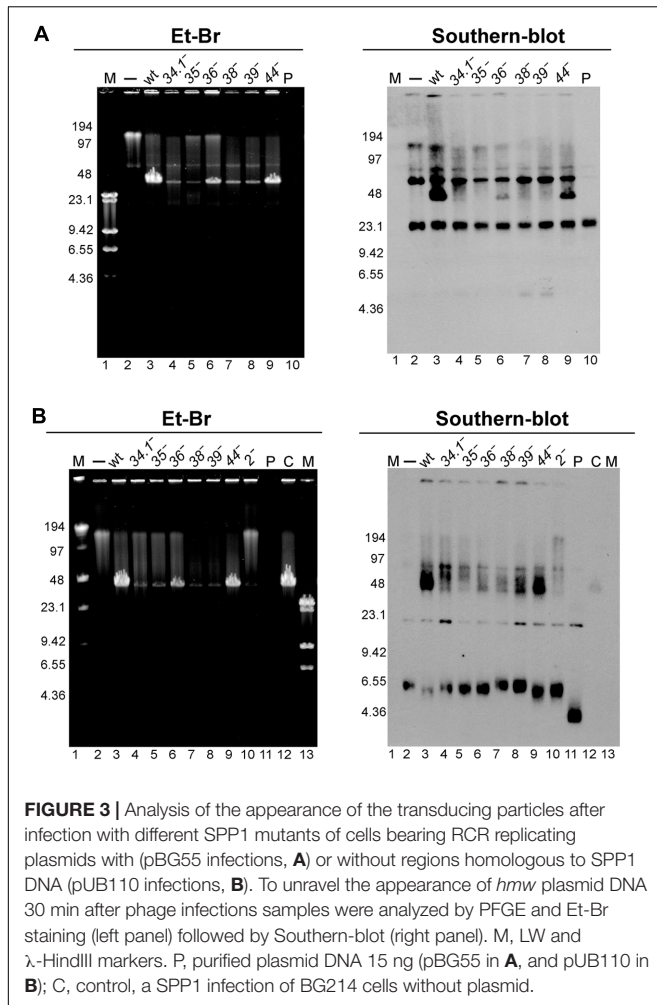 A
Et-Br
Southern-blot
M — wt 34.1⁻ 35⁻ 36⁻ 38⁻ 39⁻ 44⁻ P
M — wt 34.1⁻ 35⁻ 36⁻ 38⁻ 39⁻ 44⁻ P
194
97
48
23.1
9.42
6.55
4.36
194
97
48
23.1
9.42
6.55
4.36
1 2 3 4 5 6 7 8 9 10
1 2 3 4 5 6 7 8 9 10
B
Et-Br
Southern-blot
M — wt 34.1⁻ 35⁻ 36⁻ 38⁻ 39⁻ 44⁻ 2⁻ P C M
M — wt 34.1⁻ 35⁻ 36⁻ 38⁻ 39⁻ 44⁻ 2⁻ P C M
194
97
48
23.1
9.42
6.55
4.36
194
97
48
23.1
9.42
6.55
4.36
1 2 3 4 5 6 7 8 9 10 11 12 13
1 2 3 4 5 6 7 8 9 10 11 12 13
FIGURE 3 | Analysis of the appearance of the transducing particles after
infection with different SPP1 mutants of cells bearing RCR replicating
plasmids with (pBG55 infections, A) or without regions homologous to SPP1
DNA (pUB110 infections, B). To unravel the appearance of hmw plasmid DNA
30 min after phage infections samples were analyzed by PFGE and Et-Br
staining (left panel) followed by Southern-blot (right panel). M, LW and
λ-HindIII markers. P, purified plasmid DNA 15 ng (pBG55 in A, and pUB110 in
B); C, control, a SPP1 infection of BG214 cells without plasmid.